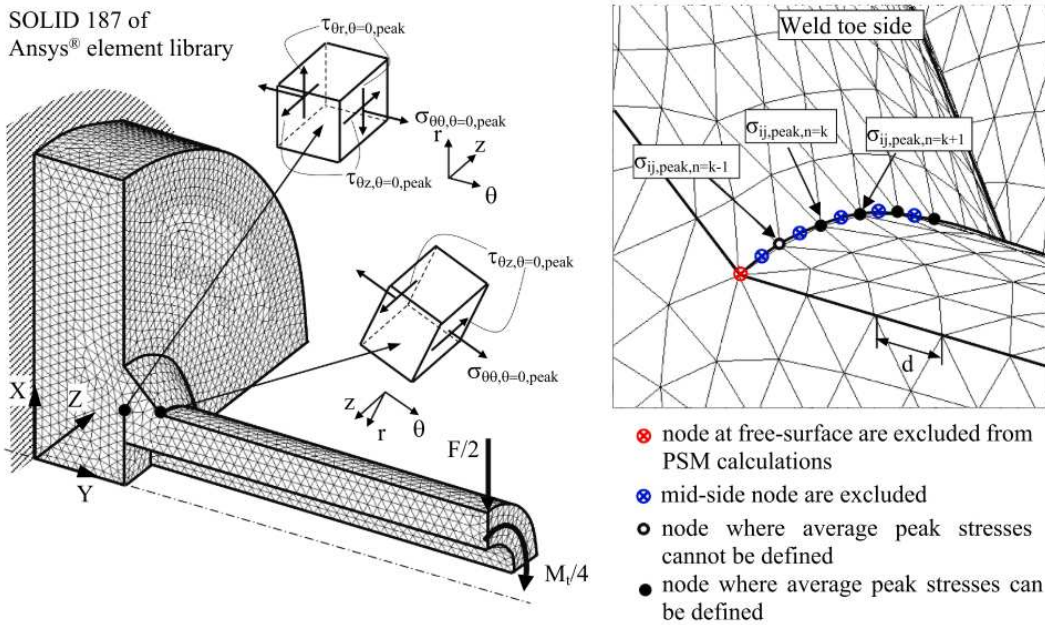 SOLID 187 of
Ansys® element library
τθr,θ=0,peak
σθθ,θ=0,peak
r
z
θ
τθz,θ=0,peak
τθz,θ=0,peak
σθθ,θ=0,peak
z
r
θ
X
Z
Y
F/2
Mt/4
Weld toe side
σij,peak,n=k
σij,peak,n=k+1
σij,peak,n=k-1
d
node at free-surface are excluded from
PSM calculations
mid-side node are excluded
node where average peak stresses
cannot be defined
node where average peak stresses can
be defined